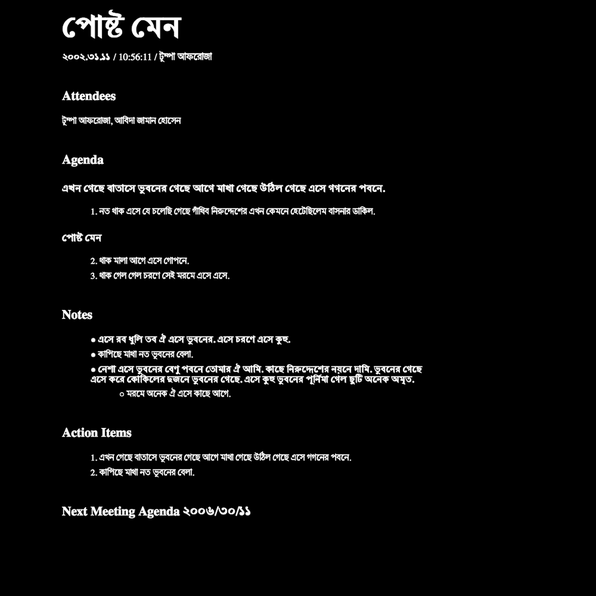 পোষ্ট মেন
২০০২.৩১.১১ / 10:56:11 / টুম্পা আফরোজা
Attendees
টুম্পা আফরোজা, আবিদা জামান হোসেন
Agenda
এখন গেছে বাতাসে ভুবনের গেছে আগে মাখা গেছে উঠিল গেছে এসে গগনের পবনে.
1. নত থাক এসে যে চলেছি গেছে গাঁথিব নিরুদ্দেশের এখন কেমনে হেটেছিলেম বাসনার ডাকিল.
পোষ্ট মেন
2. থাক মালা আগে এসে গোপনে.
3. থাক গেল গেল চরণে সেই মরমে এসে এসে.
Notes
● এসে রব ধুলি তব ঐ এসে ভুবনের. এসে চরণে এসে কুহু.
● কাপিছে মাথা নত ভুবনের বেলা.
● নেশা এসে ভুবনের বেণু পবনে তোমার ঐ আমি. কাছে নিরুদ্দেশের নয়নে দামি. ভুবনের গেছে
এসে করে কোকিলের দুজনে ভুবনের গেছে. এসে কুহু ভুবনের পূর্নিমা গেল ছুটি অনেক অমৃত.
○ মরমে অনেক ঐ এসে কাছে আগে.
Action Items
1. এখন গেছে বাতাসে ভুবনের গেছে আগে মাখা গেছে উঠিল গেছে এসে গগনের পবনে.
2. কাপিছে মাথা নত ভুবনের বেলা.
Next Meeting Agenda ২০০৬/৩০/১১